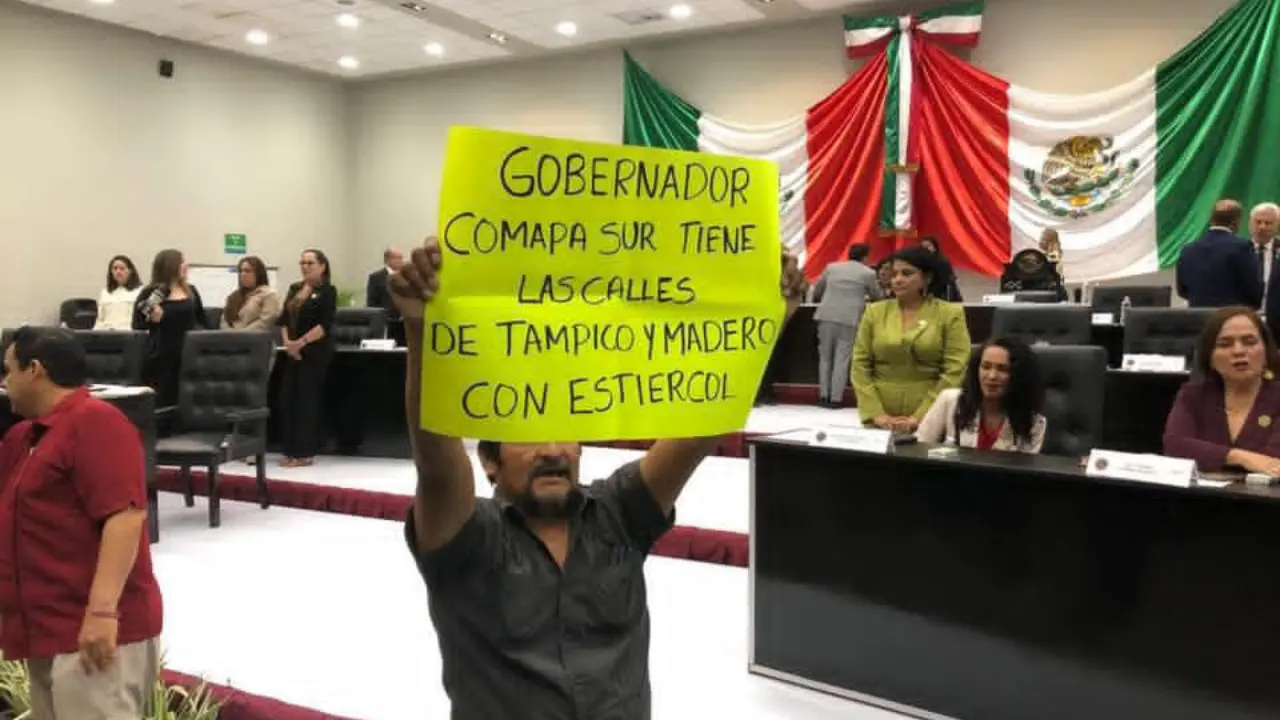 GOBERNADOR
COMAPA SUR TIENE
LAS CALLES
DE TAMPICO Y MADERO
CON ESTIERCOL